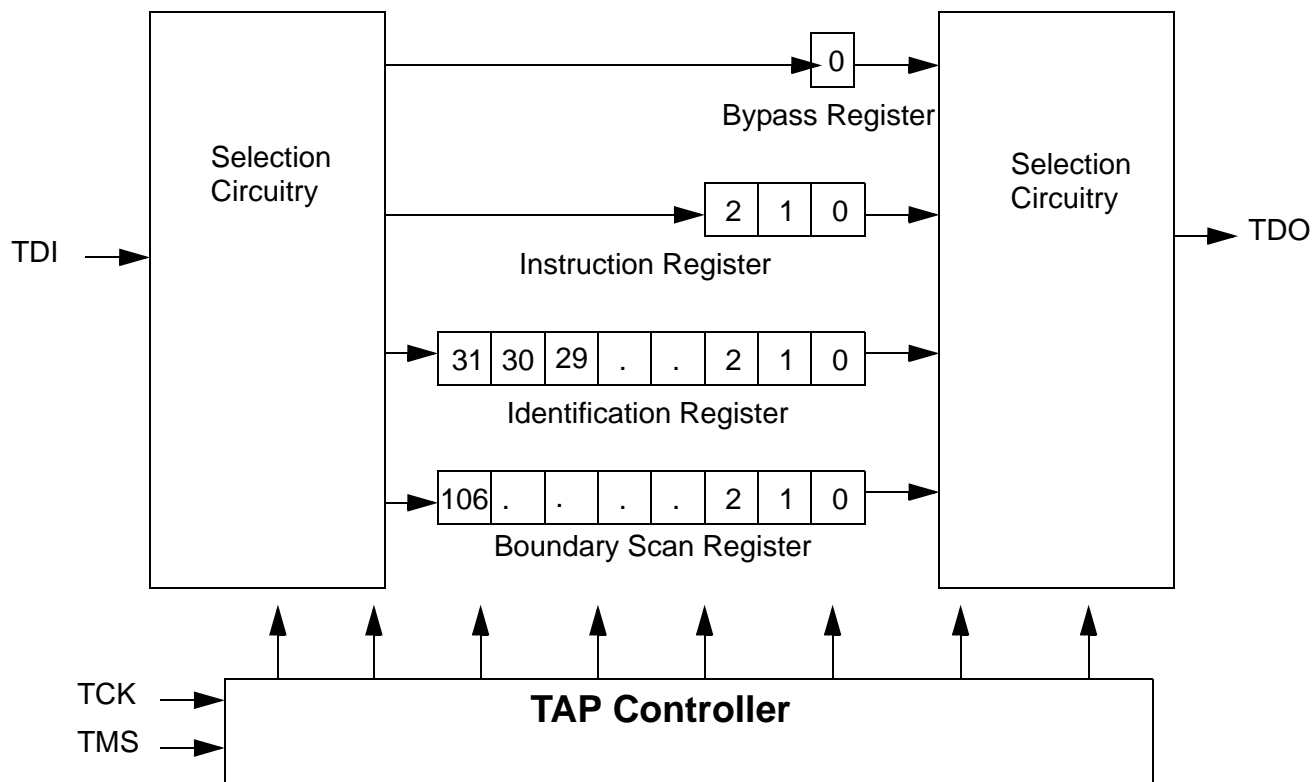 0
Bypass Register
Selection
Circuitry
Selection
Circuitry
2 1 0
TDI
TDO
Instruction Register
31 30 29 . . 2 1 0
Identification Register
106 . . . . 2 1 0
Boundary Scan Register
TCK
TAP Controller
TMS